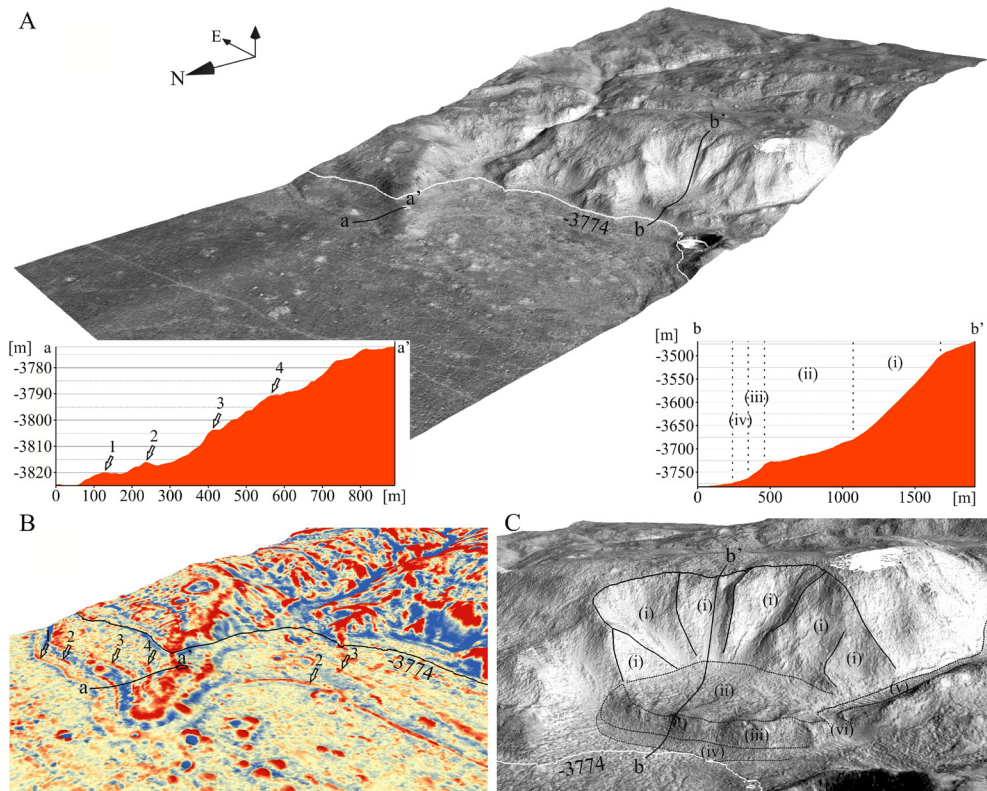 A
E
N
b'
a'
a
-3774
b
[m] a a'
-3780
-3790
-3800
-3810
-3820
1 2 3 4
0 100 200 300 400 500 600 700 800 [m]
b b'
[m]
-3500
-3550
-3600
-3650
-3700
-3750
(i)
(ii)
(iii)
(iv)
0 500 1000 1500 [m]
B
1 2 3 4
a'
a
2 3
-3774
C
b'
(i) (i) (i)
(i)
(i) (i)
(ii)
(v)
(iii) (vi)
(iv)
b
-3774